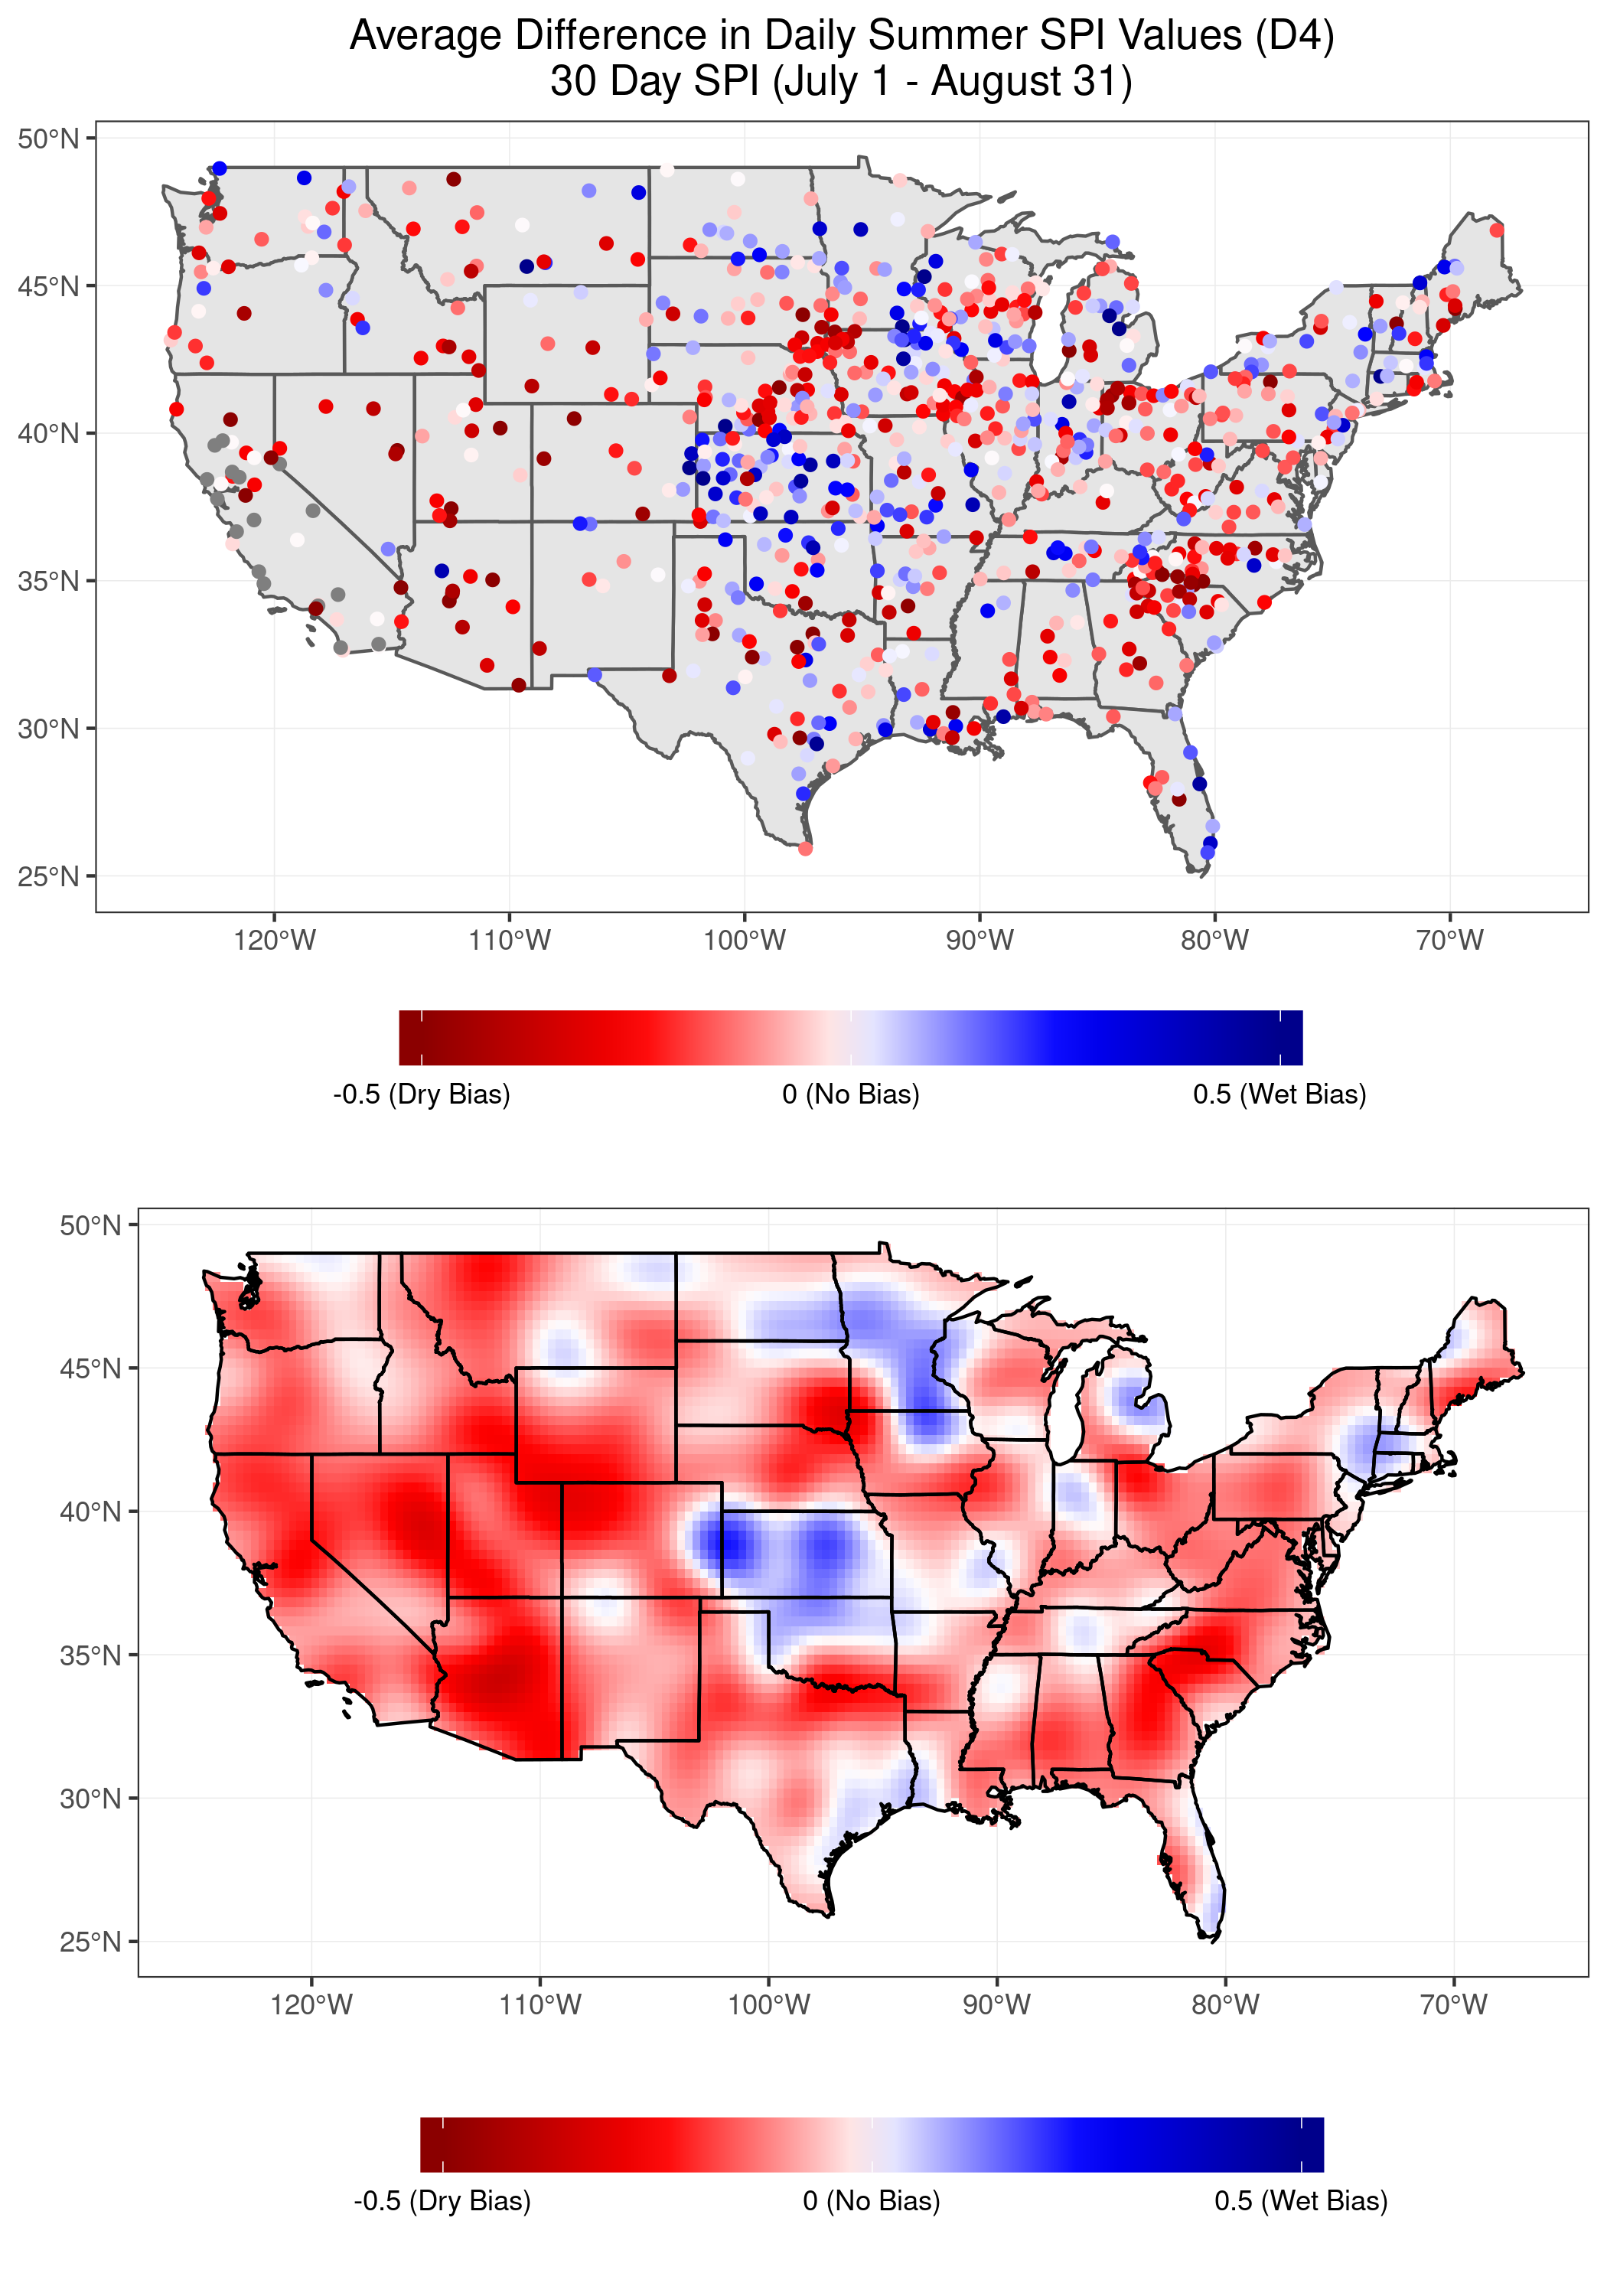 Average Difference in Daily Summer SPI Values (D4)
30 Day SPI (July 1 - August 31)
50°N
45°N
40°N
35°N
30°N
25°N
120°W 110°W 100°W 90°W 80°W 70°W
-0.5 (Dry Bias) 0 (No Bias) 0.5 (Wet Bias)
50°N
45°N
40°N
35°N
30°N
25°N
120°W 110°W 100°W 90°W 80°W 70°W
-0.5 (Dry Bias) 0 (No Bias) 0.5 (Wet Bias)